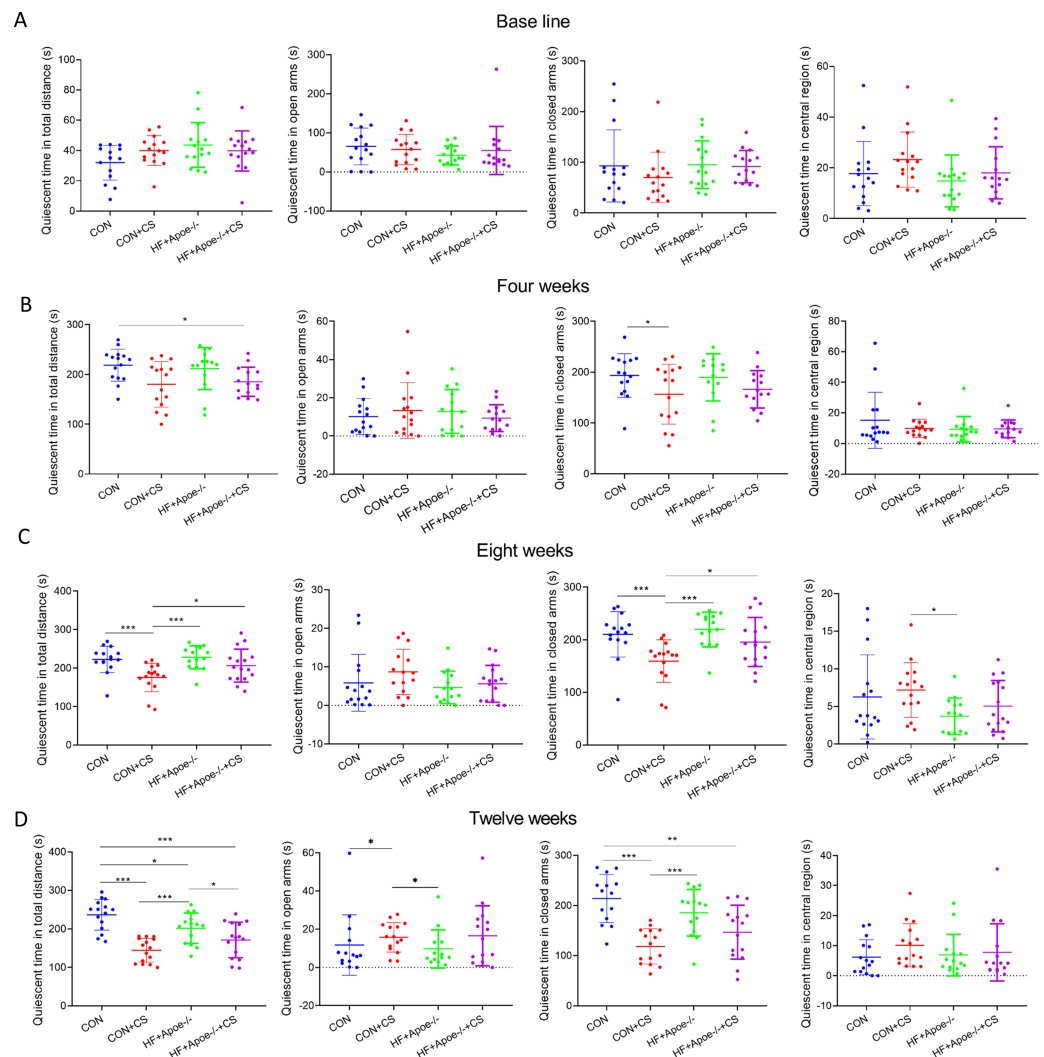 A
Base line
Quiescent time in total distance (s)
100
80
60
40
20
0
CON
CON+CS
HF+Apoe-/-
HF+Apoe-/-+CS
Quiescent time in open arms (s)
300
200
100
0
-100
CON
CON+CS
HF+Apoe-/-
HF+Apoe-/-+CS
Quiescent time in closed arms (s)
300
200
100
0
CON
CON+CS
HF+Apoe-/-
HF+Apoe-/-+CS
Quiescent time in central region (s)
60
40
20
0
CON
CON+CS
HF+Apoe-/-
HF+Apoe-/-+CS
B
Four weeks
Quiescent time in total distance (s)
300
200
100
0
*
CON
CON+CS
HF+Apoe-/-
HF+Apoe-/-+CS
Quiescent time in open arms (s)
60
40
20
0
-20
CON
CON+CS
HF+Apoe-/-
HF+Apoe-/-+CS
Quiescent time in closed arms (s)
300
200
100
0
*
CON
CON+CS
HF+Apoe-/-
HF+Apoe-/-+CS
Quiescent time in central region (s)
80
60
40
20
0
-20
CON
CON+CS
HF+Apoe-/-
HF+Apoe-/-+CS
C
Eight weeks
Quiescent time in total distance (s)
400
300
200
100
0
*
***
***
CON
CON+CS
HF+Apoe-/-
HF+Apoe-/-+CS
Quiescent time in open arms (s)
30
20
10
0
-10
CON
CON+CS
HF+Apoe-/-
HF+Apoe-/-+CS
Quiescent time in closed arms (s)
300
200
100
0
*
***
***
CON
CON+CS
HF+Apoe-/-
HF+Apoe-/-+CS
Quiescent time in central region (s)
20
15
10
5
0
*
CON
CON+CS
HF+Apoe-/-
HF+Apoe-/-+CS
D
Twelve weeks
Quiescent time in total distance (s)
400
300
200
100
0
***
*
***
*
***
CON
CON+CS
HF+Apoe-/-
HF+Apoe-/-+CS
Quiescent time in open arms (s)
80
60
40
20
0
-20
*
*
CON
CON+CS
HF+Apoe-/-
HF+Apoe-/-+CS
Quiescent time in closed arms (s)
300
200
100
0
**
***
***
CON
CON+CS
HF+Apoe-/-
HF+Apoe-/-+CS
Quiescent time in central region (s)
40
30
20
10
0
-10
CON
CON+CS
HF+Apoe-/-
HF+Apoe-/-+CS